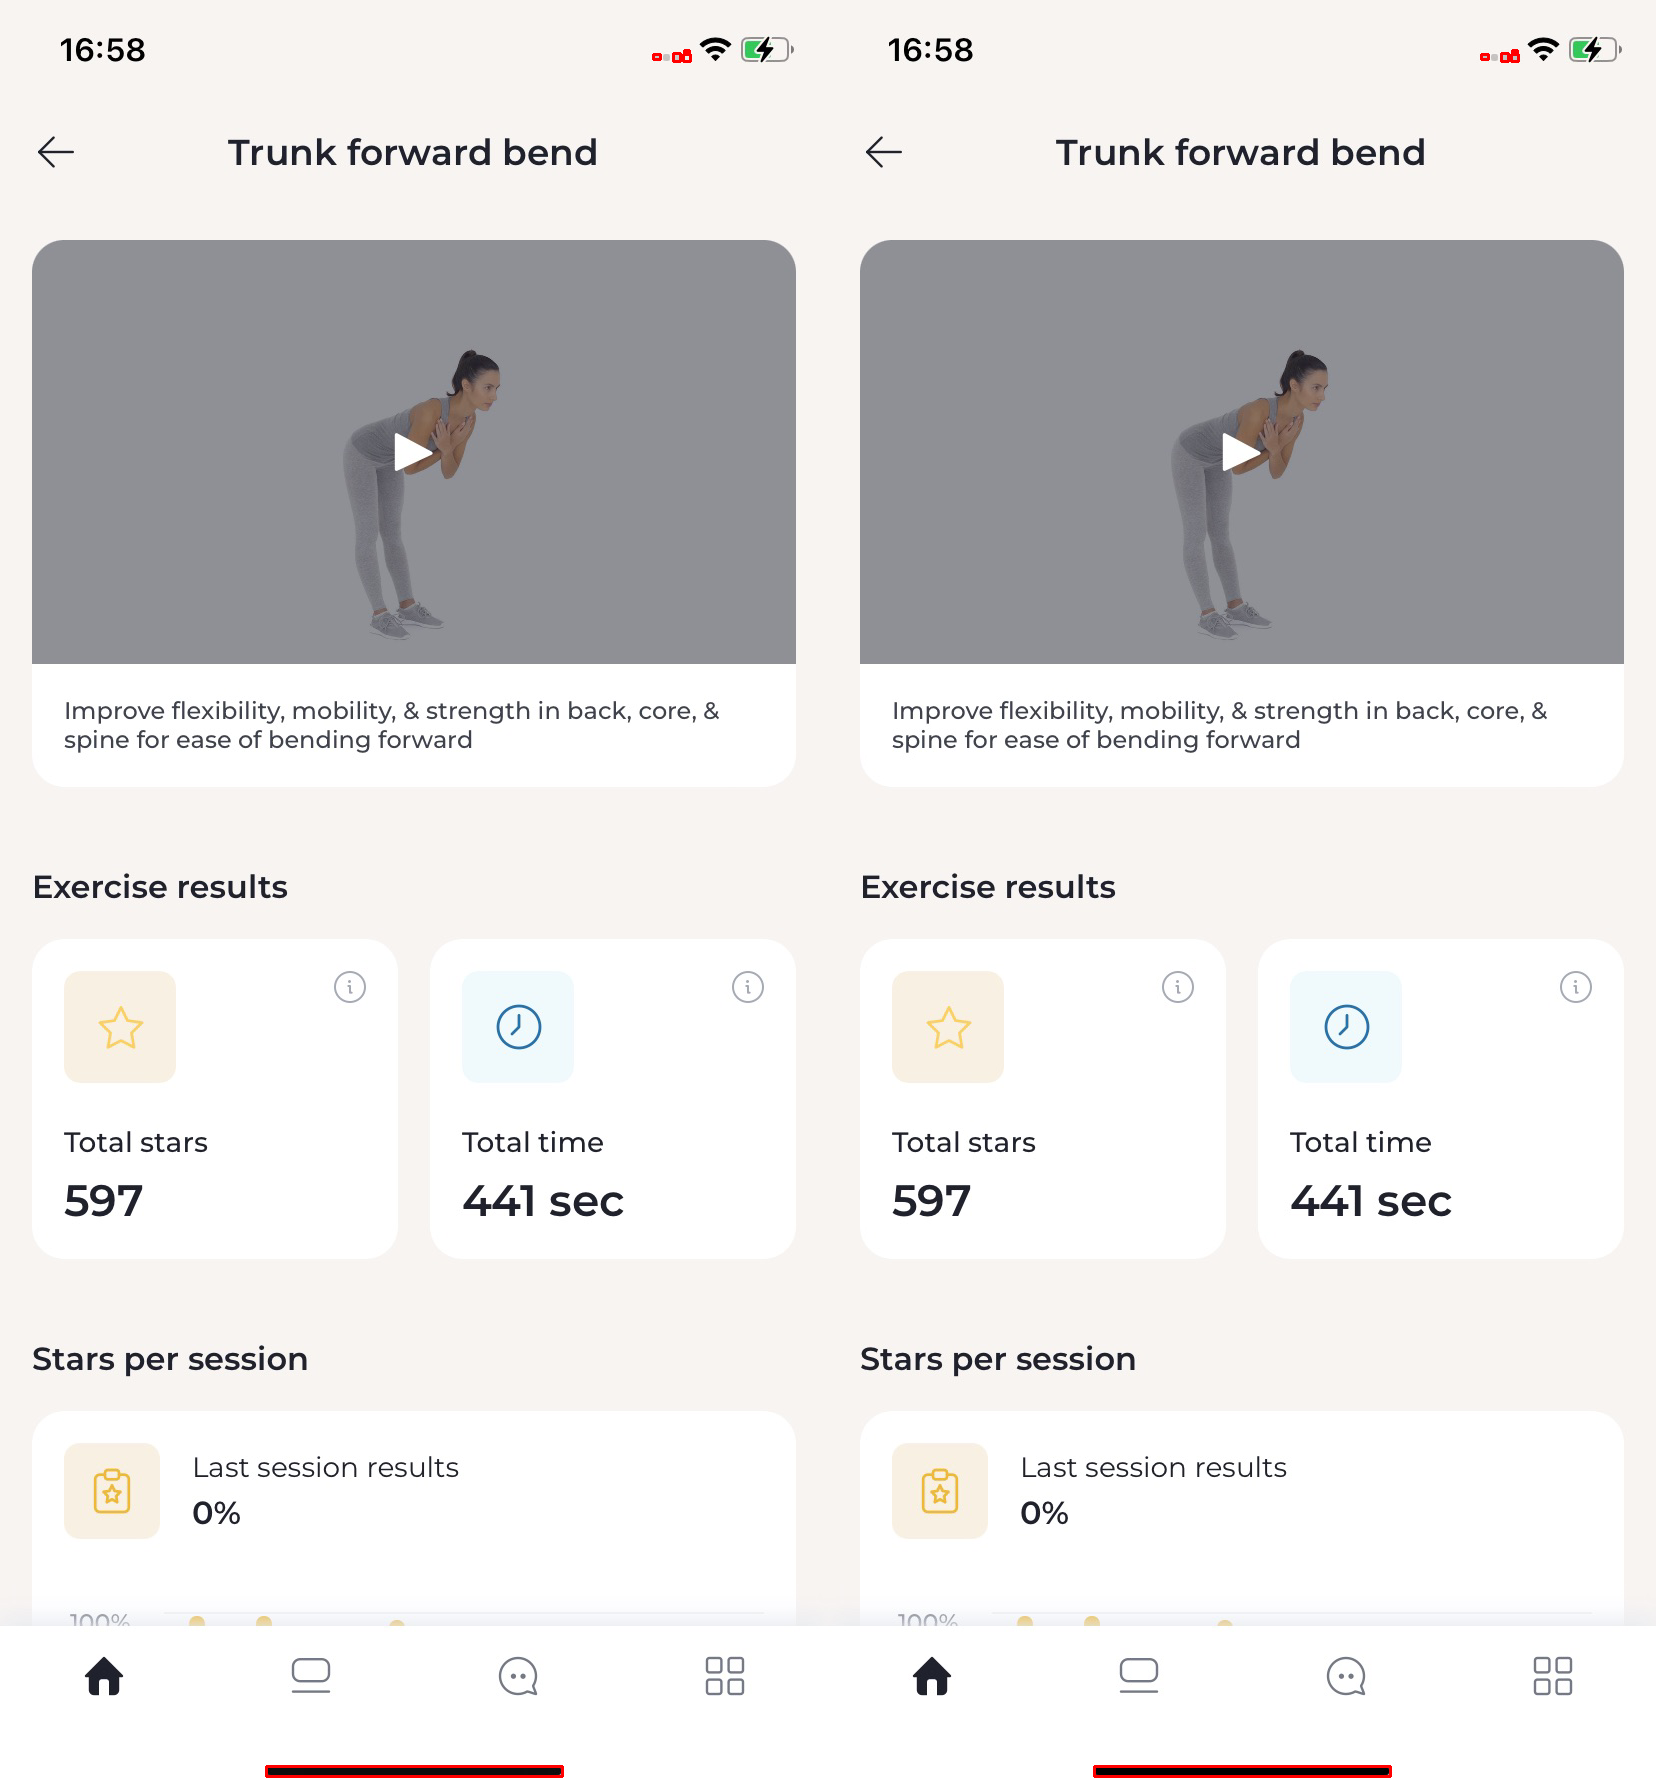 16:58
Trunk forward bend
Improve flexibility, mobility, & strength in back, core, &
spine for ease of bending forward
Exercise results
Total stars
597
Total time
441 sec
Stars per session
Last session results
0%
100%
16:58
Trunk forward bend
Improve flexibility, mobility, & strength in back, core, &
spine for ease of bending forward
Exercise results
Total stars
597
Total time
441 sec
Stars per session
Last session results
0%
100%